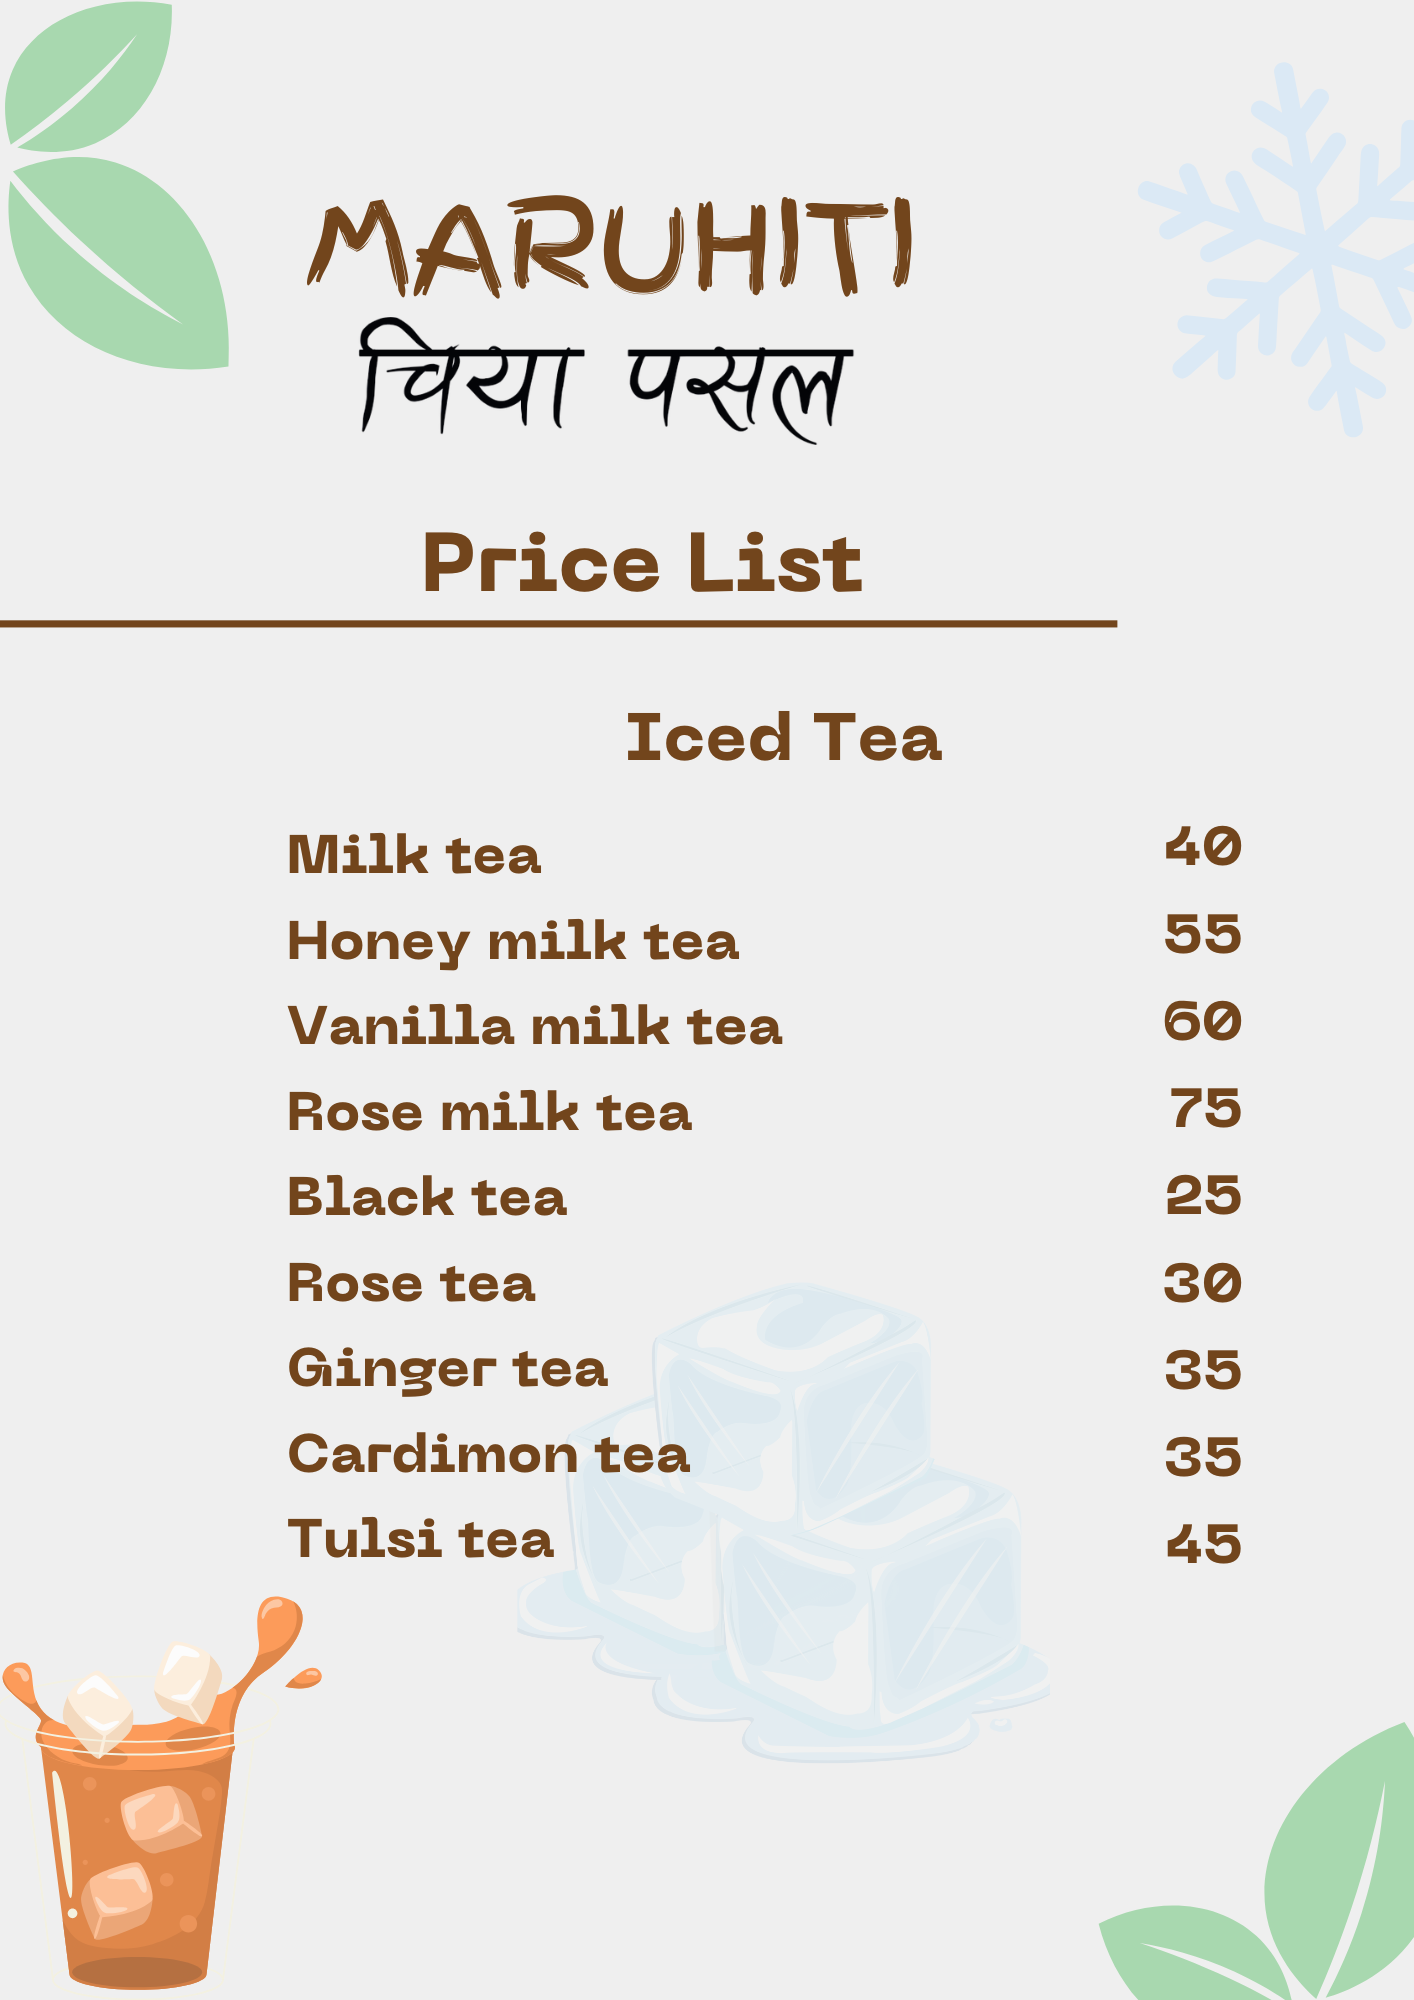 MARUHITI
चिया पसल
Price List
Iced Tea
Milk tea 40
Honey milk tea 55
Vanilla milk tea 60
Rose milk tea 75
Black tea 25
Rose tea 30
Ginger tea 35
Cardimon tea 35
Tulsi tea 45